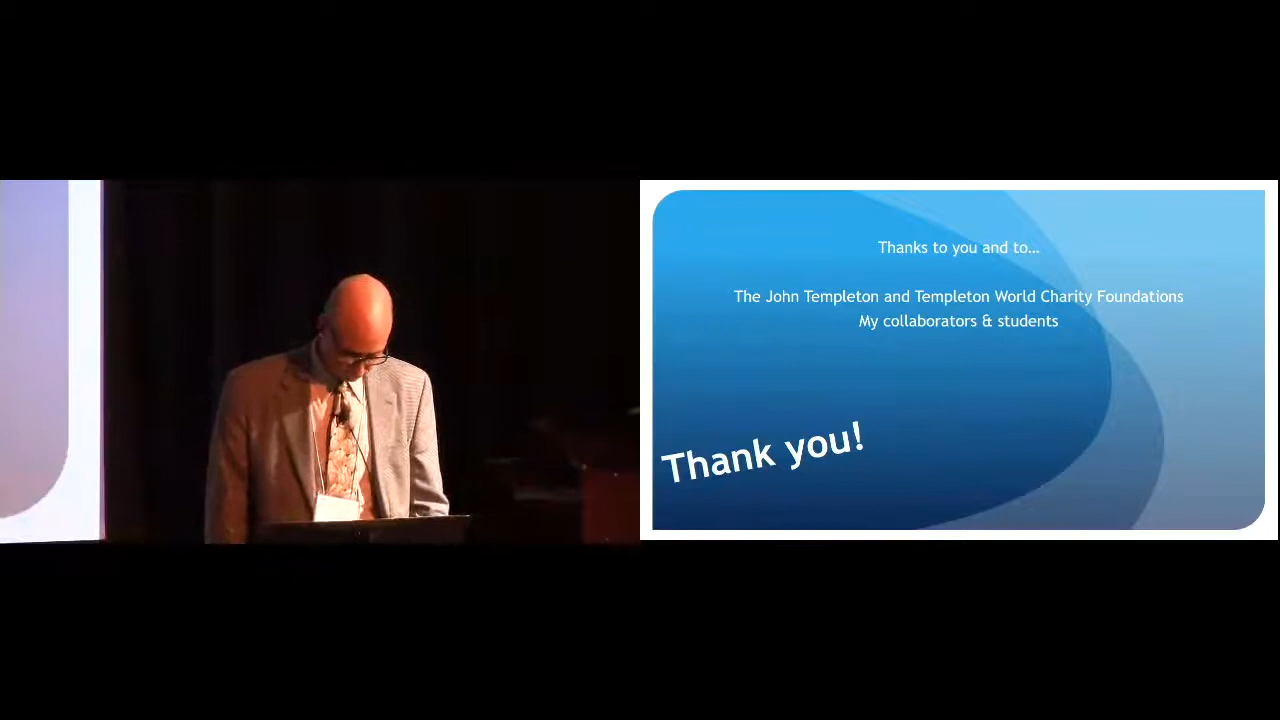 Thanks to you and to…
The John Templeton and Templeton World Charity Foundations
My collaborators & students
Thank you!